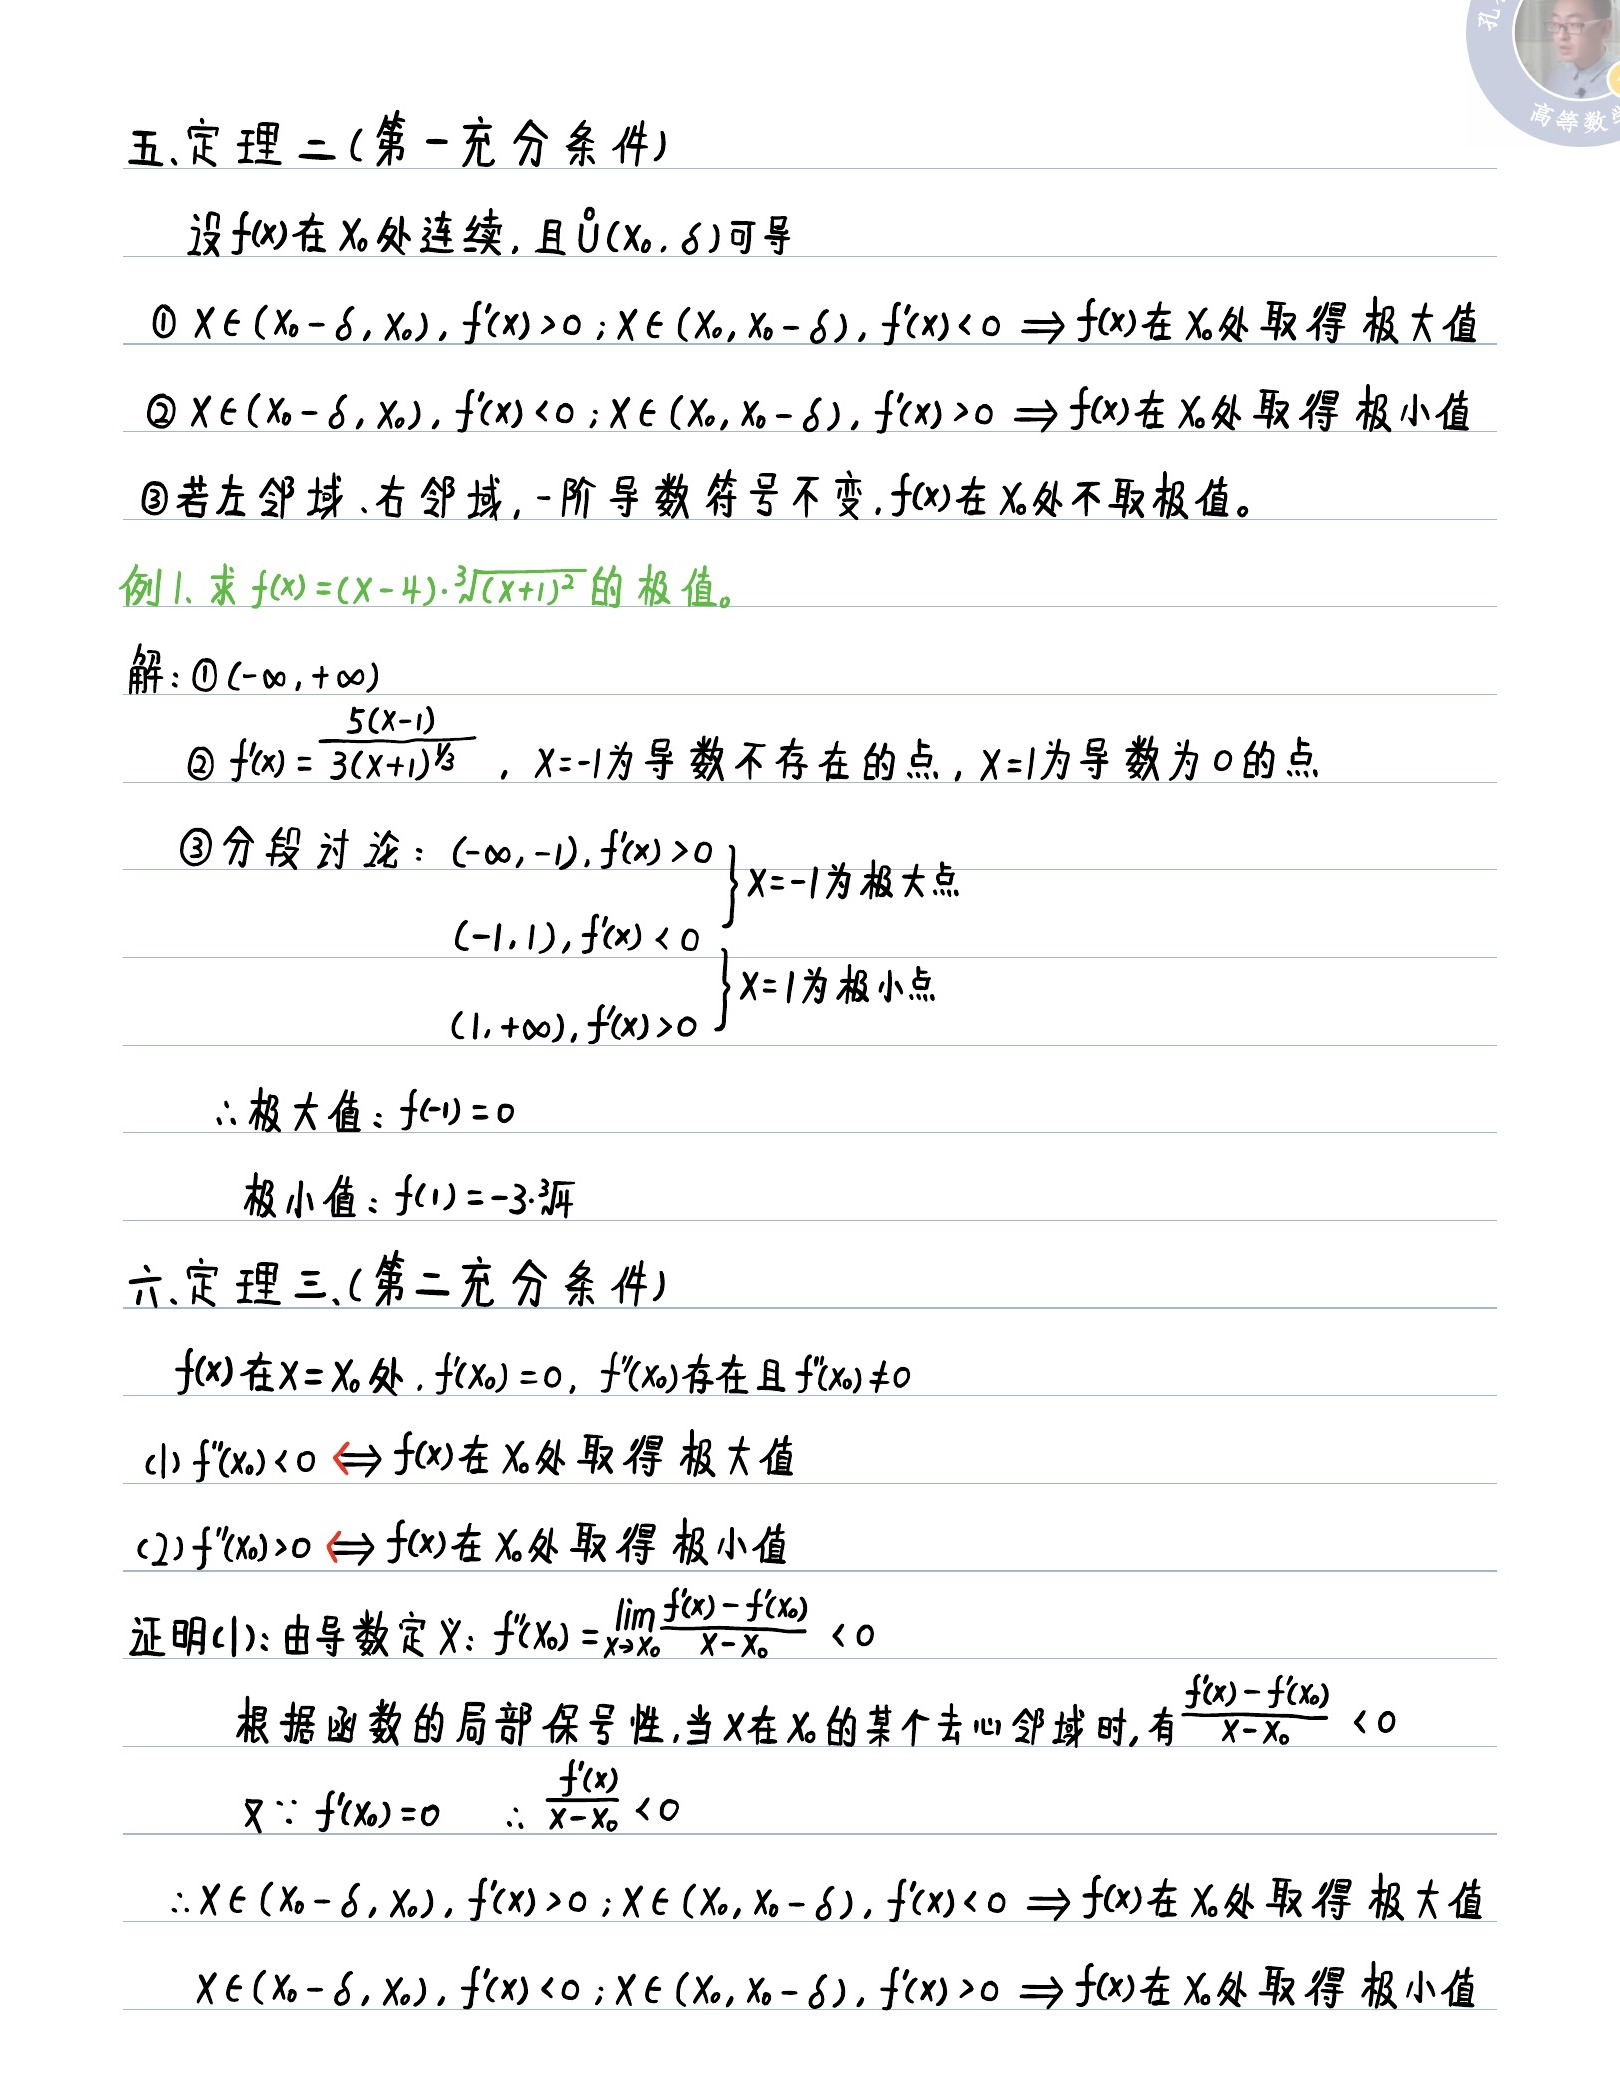 高等数
五、定理二(第一充分条件)
设f(x)在X₀处连续,且Ů(X₀,δ)可导
① X∈(X₀-δ,X₀),f'(x)>0;X∈(X₀,X₀-δ),f'(x)<0 ⇒f(x)在X₀处取得极大值
② X∈(X₀-δ,X₀),f'(x)<0;X∈(X₀,X₀-δ),f'(x)>0 ⇒f(x)在X₀处取得极小值
③若左邻域、右邻域,一阶导数符号不变,f(x)在X₀处不取极值。
例1、求f(x)=(X-4)·³√(X+1)²的极值。
解:①(-∞,+∞)
② f'(x)=5(X-1)/3(X+1)^1/3 , X=-1为导数不存在的点,X=1为导数为0的点
③分段讨论:(-∞,-1),f'(x)>0
X=-1为极大点
(-1,1),f'(x)<0
X=1为极小点
(1,+∞),f'(x)>0
∴极大值:f(-1)=0
极小值:f(1)=-3·³√4
六、定理三、(第二充分条件)
f(x)在X=X₀处,f'(X₀)=0,f''(X₀)存在且f''(X₀)≠0
(1)f''(X₀)<0 ⇔f(x)在X₀处取得极大值
(2)f''(X₀)>0 ⇔f(x)在X₀处取得极小值
证明(1):由导数定义:f''(X₀)=lim X→X₀ f'(x)-f'(X₀)/X-X₀ <0
根据函数的局部保号性,当X在X₀的某个去心邻域时,有f'(x)-f'(X₀)/X-X₀ <0
又∵f'(X₀)=0 ∴f'(x)/X-X₀<0
∴X∈(X₀-δ,X₀),f'(x)>0;X∈(X₀,X₀-δ),f'(x)<0 ⇒f(x)在X₀处取得极大值
X∈(X₀-δ,X₀),f'(x)<0;X∈(X₀,X₀-δ),f'(x)>0 ⇒f(x)在X₀处取得极小值